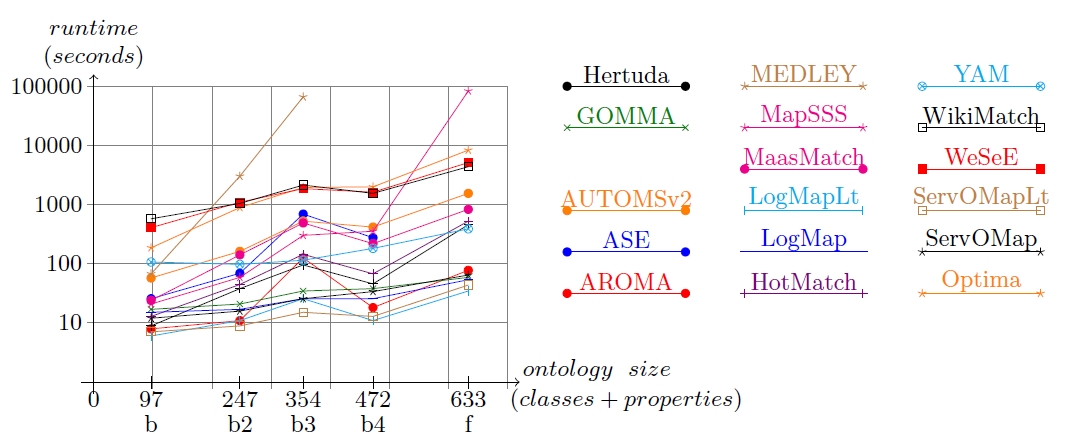 runtime
(seconds)
100000
10000
1000
100
10
0 97 247 354 472 633
b b2 b3 b4 f
ontology size
(classes + properties)
Hertuda MEDLEY YAM
GOMMA MapSSS WikiMatch
MaasMatch WeSeE
AUTOMSv2 LogMapLt ServOMapLt
ASE LogMap ServOMap
AROMA HotMatch Optima